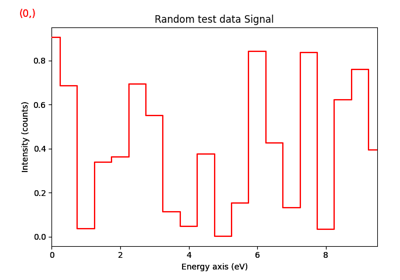 (0,)
Random test data Signal
Intensity (counts)
0.8
0.6
0.4
0.2
0.0
0 2 4 6 8
Energy axis (eV)